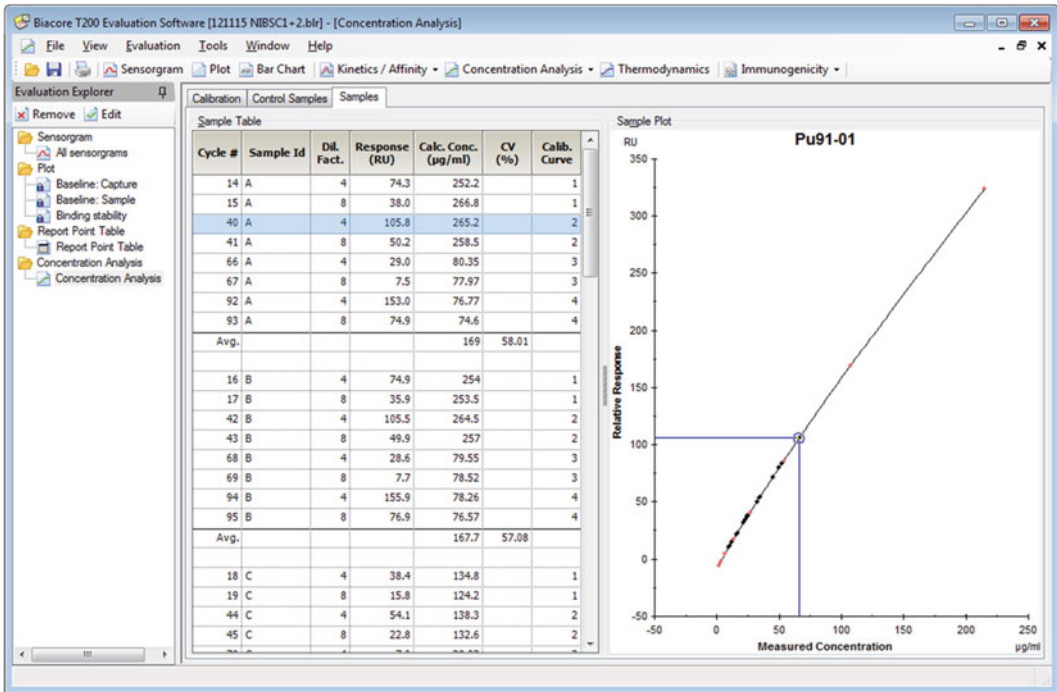 Biacore T200 Evaluation Software [121115 NIBSC1+2.blr] - [Concentration Analysis]
File View Evaluation Tools Window Help
Sensorgram Plot Bar Chart Kinetics / Affinity Concentration Analysis Thermodynamics Immunogenicity
Evaluation Explorer
Remove Edit
Sensorgram
All sensorgrams
Plot
Baseline: Capture
Baseline: Sample
Binding stability
Report Point Table
Report Point Table
Concentration Analysis
Concentration Analysis
Calibration Control Samples Samples
Sample Table
Cycle # Sample Id Dil. Fact. Response (RU) Calc. Conc. (µg/ml) CV (%) Calib. Curve
14 A 4 74.3 252.2 1
15 A 8 38.0 266.8 1
40 A 4 105.8 265.2 2
41 A 8 50.2 258.5 2
66 A 4 29.0 80.35 3
67 A 8 7.5 77.97 3
92 A 4 153.0 76.77 4
93 A 8 74.9 74.6 4
Avg. 169 58.01
16 B 4 74.9 254 1
17 B 8 35.9 253.5 1
42 B 4 105.5 264.5 2
43 B 8 49.9 257 2
68 B 4 28.6 79.55 3
69 B 8 7.7 78.52 3
94 B 4 155.9 78.26 4
95 B 8 76.9 76.57 4
Avg. 167.7 57.08
18 C 4 38.4 134.8 1
19 C 8 15.8 124.2 1
44 C 4 54.1 138.3 2
45 C 8 22.8 132.6 2
Sample Plot
Pu91-01
RU
350
300
250
200
150
100
50
0
-50
Relative Response
-50 0 50 100 150 200 250
Measured Concentration µg/ml